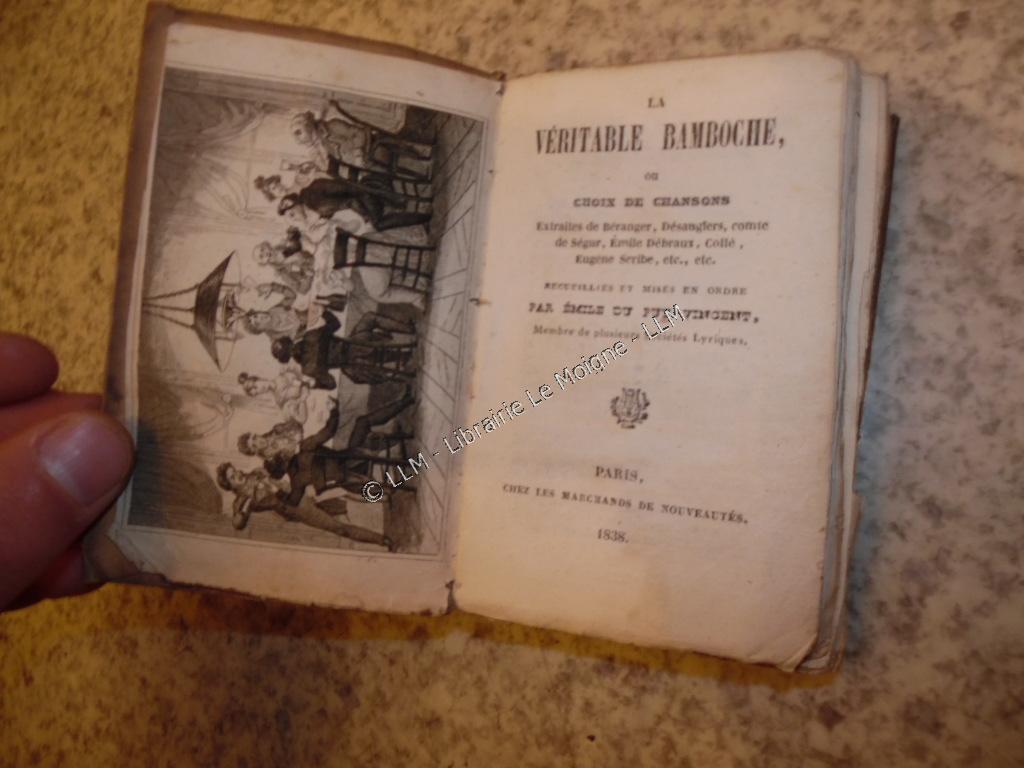 LA
VÉRITABLE BAMBOCHE,
OU
CHOIX DE CHANSONS
Extraites de Béranger, Désaugiers, comte
de Ségur, Émile Débraux, Collé,
Eugène Scribe, etc., etc.
RECUEILLIES ET MISES EN ORDRE
PAR ÉMILE DU
Membre de plusieurs Sociétés Lyriques.
PARIS,
CHEZ LES MARCHANDS DE NOUVEAUTÉS.
1838.
© LLM - Librairie Le Moigne - LLM